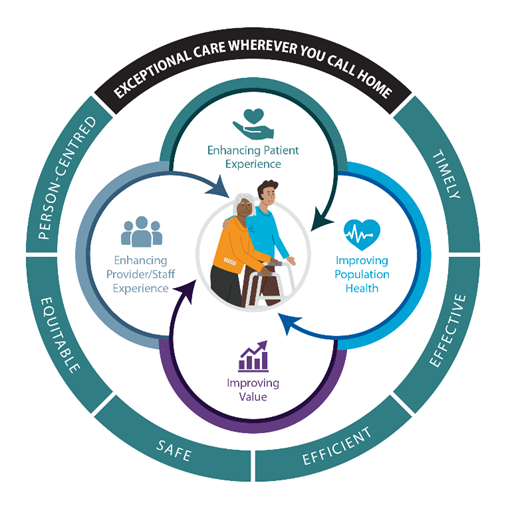 EXCEPTIONAL CARE WHEREVER YOU CALL HOME
PERSON-CENTRED
TIMELY
Enhancing Patient
Experience
Enhancing
Provider/Staff
Experience
Improving
Population
Health
Improving
Value
EQUITABLE
EFFECTIVE
SAFE
EFFICIENT